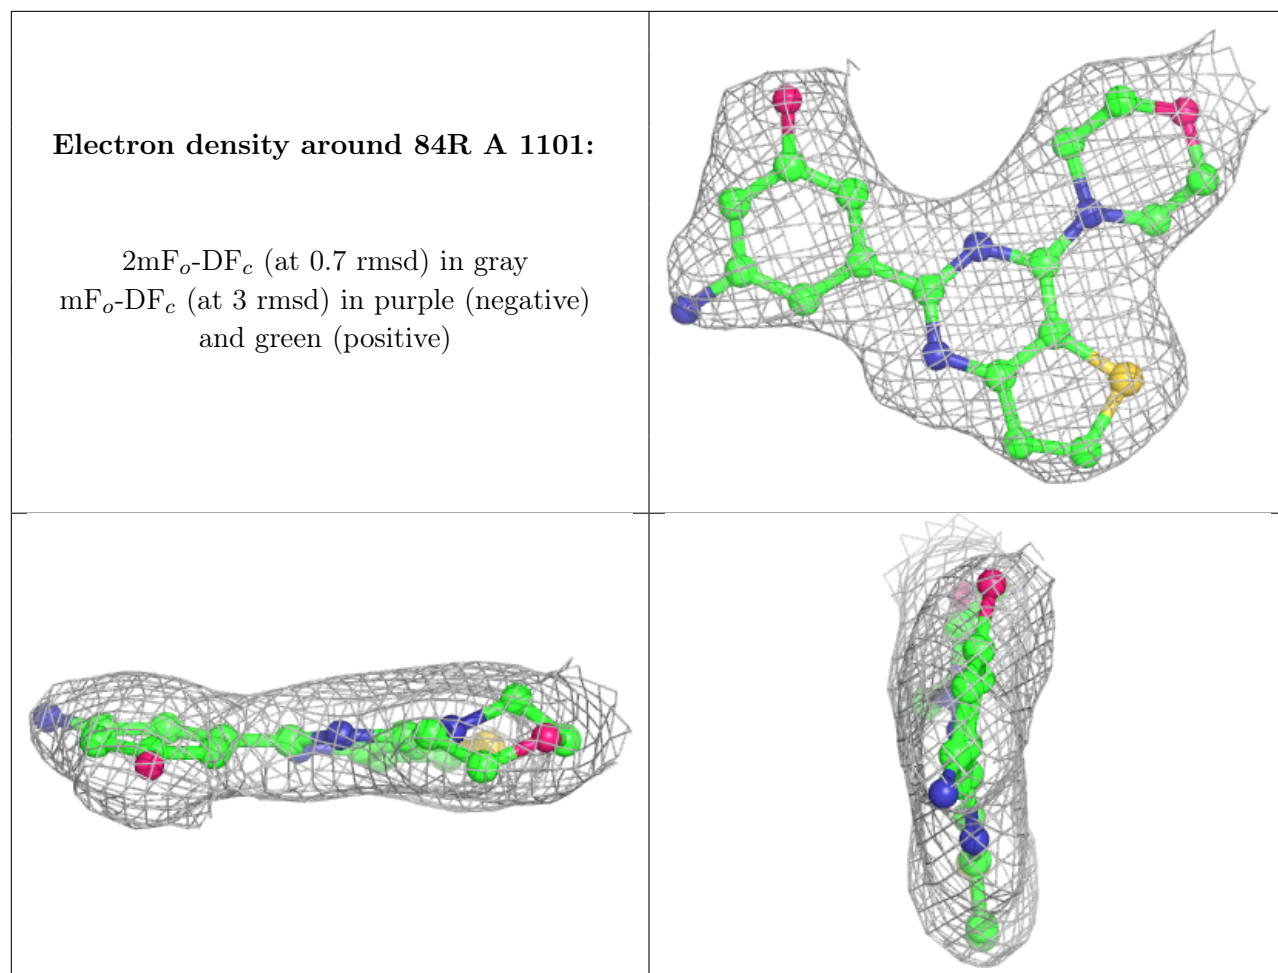 Electron density around 84R A 1101:
2mFo-DFc (at 0.7 rmsd) in gray
mFo-DFc (at 3 rmsd) in purple (negative)
and green (positive)